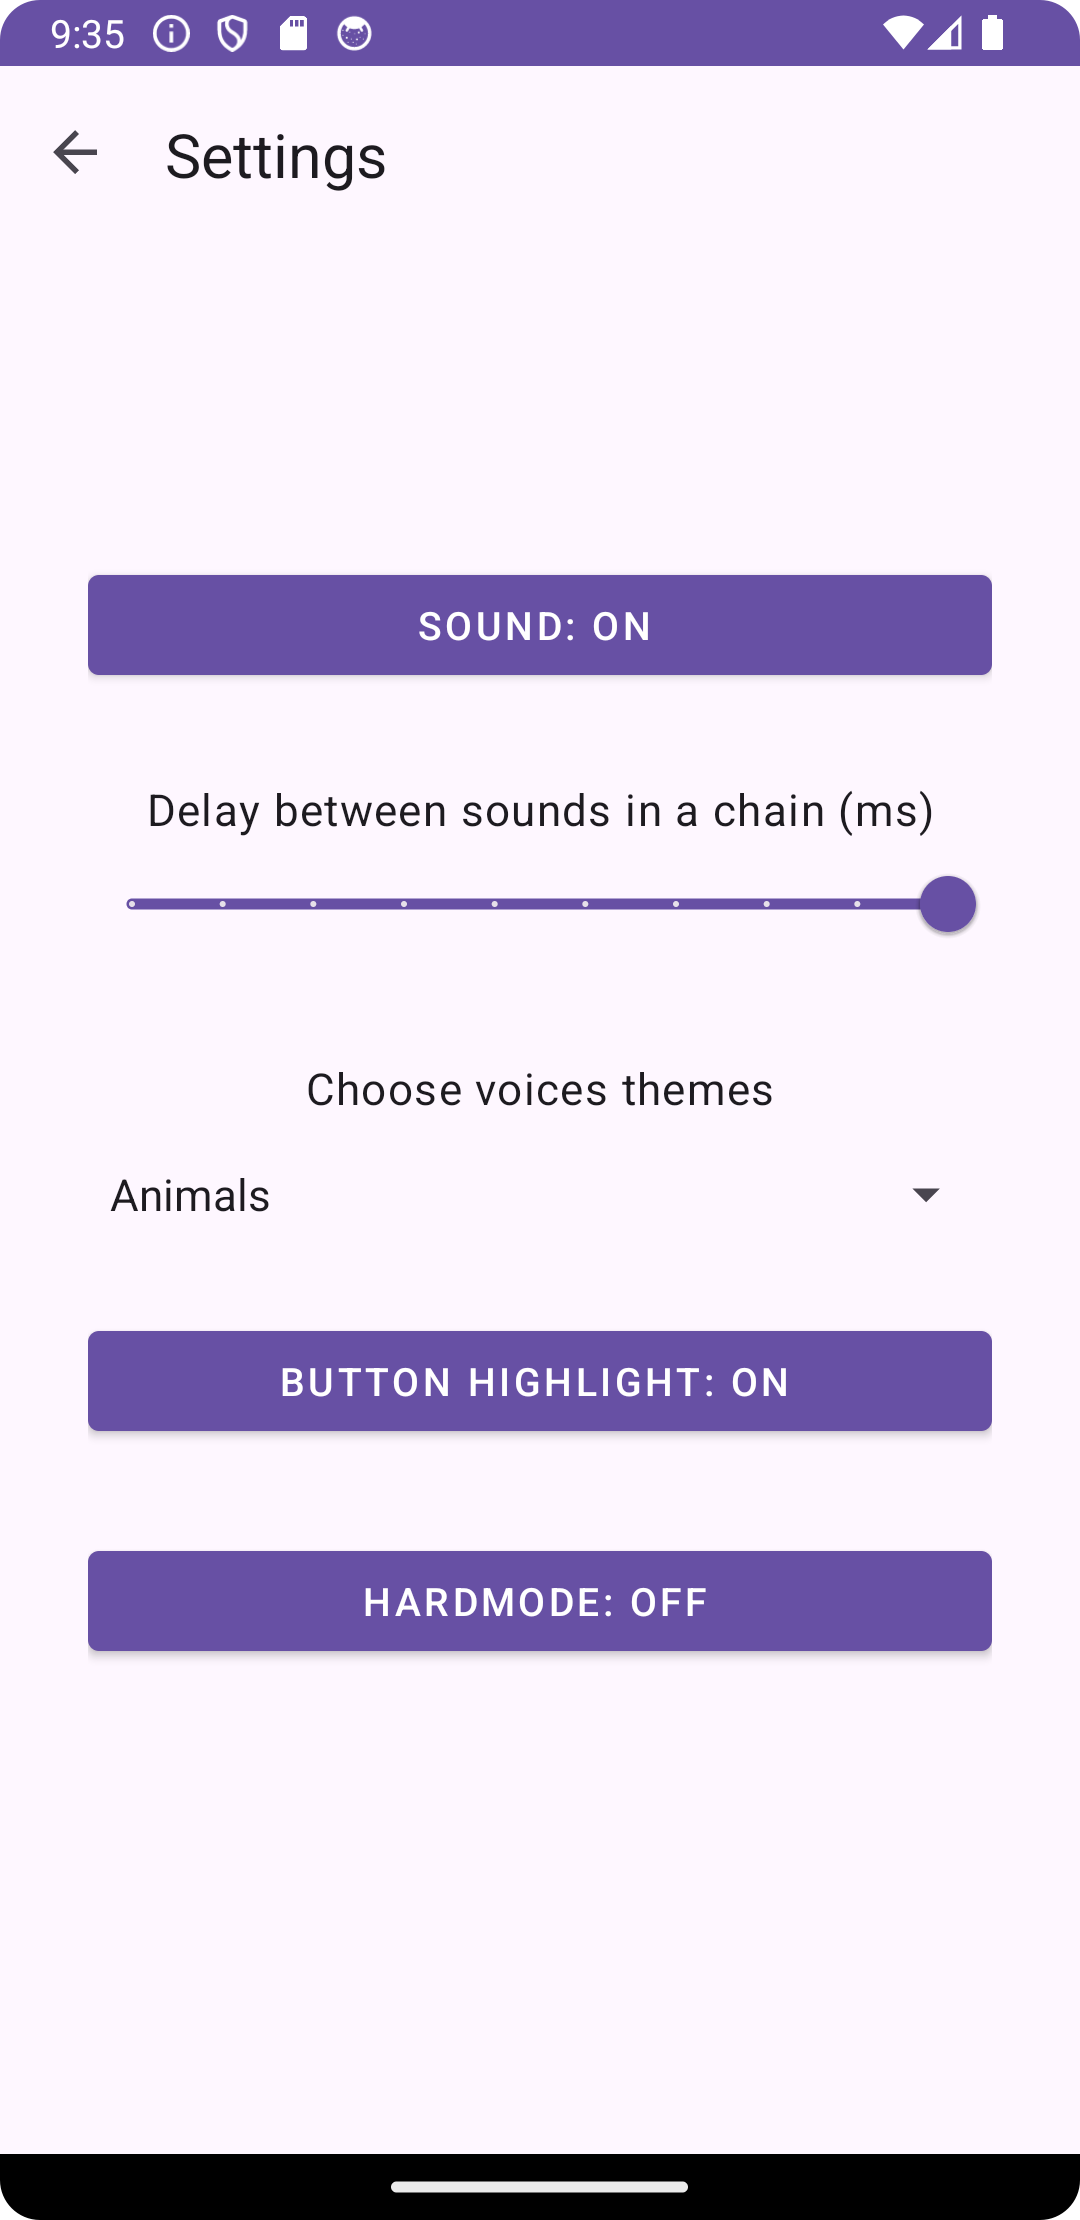 9:35
Settings
SOUND: ON
Delay between sounds in a chain (ms)
Choose voices themes
Animals
BUTTON HIGHLIGHT: ON
HARDMODE: OFF